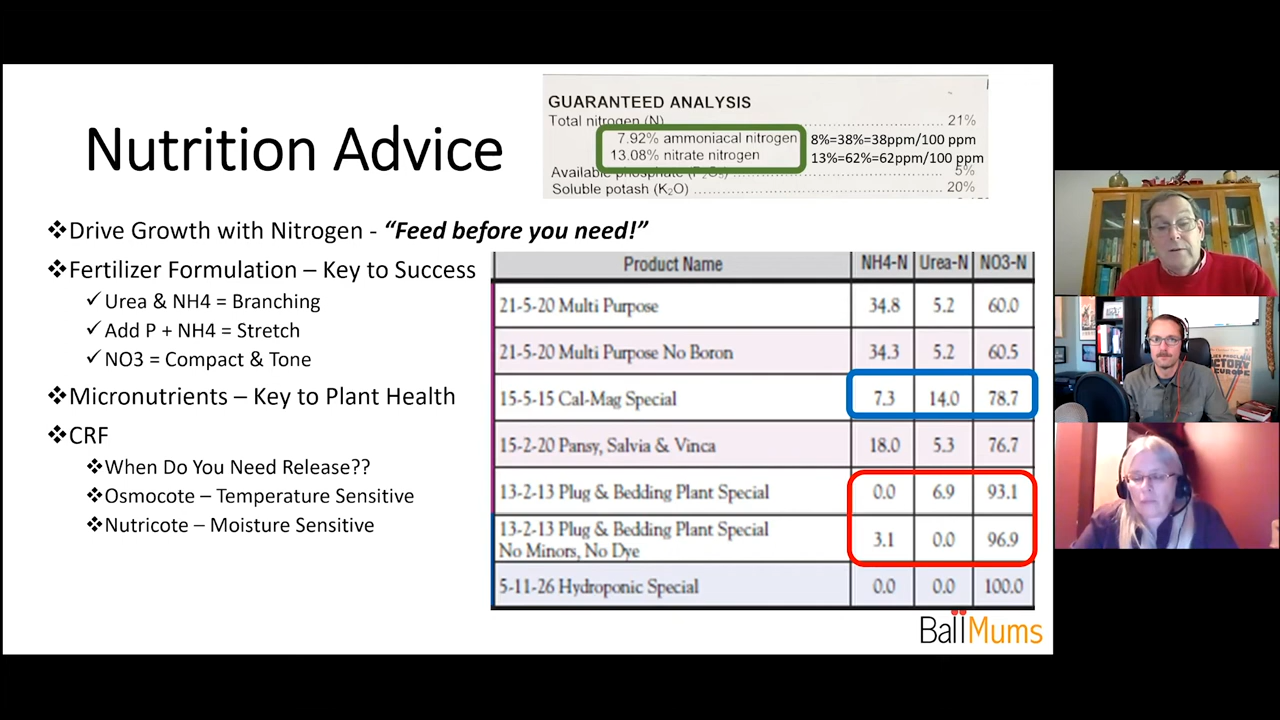 Nutrition Advice
GUARANTEED ANALYSIS
Total nitrogen (N) 21%
7.92% ammoniacal nitrogen 8%=38%=38ppm/100 ppm
13.08% nitrate nitrogen 13%=62%=62ppm/100 ppm
Available phosphate (P₂O₅) 5%
Soluble potash (K₂O) 20%
❖Drive Growth with Nitrogen - “Feed before you need!”
❖Fertilizer Formulation – Key to Success
✓Urea & NH4 = Branching
✓Add P + NH4 = Stretch
✓NO3 = Compact & Tone
❖Micronutrients – Key to Plant Health
❖CRF
❖When Do You Need Release??
❖Osmocote – Temperature Sensitive
❖Nutricote – Moisture Sensitive
Product Name NH4-N Urea-N NO3-N
21-5-20 Multi Purpose 34.8 5.2 60.0
21-5-20 Multi Purpose No Boron 34.3 5.2 60.5
15-5-15 Cal-Mag Special 7.3 14.0 78.7
15-2-20 Pansy, Salvia & Vinca 18.0 5.3 76.7
13-2-13 Plug & Bedding Plant Special 0.0 6.9 93.1
13-2-13 Plug & Bedding Plant Special
No Minors, No Dye 3.1 0.0 96.9
5-11-26 Hydroponic Special 0.0 0.0 100.0
BallMums
VICTORY
EUROPE